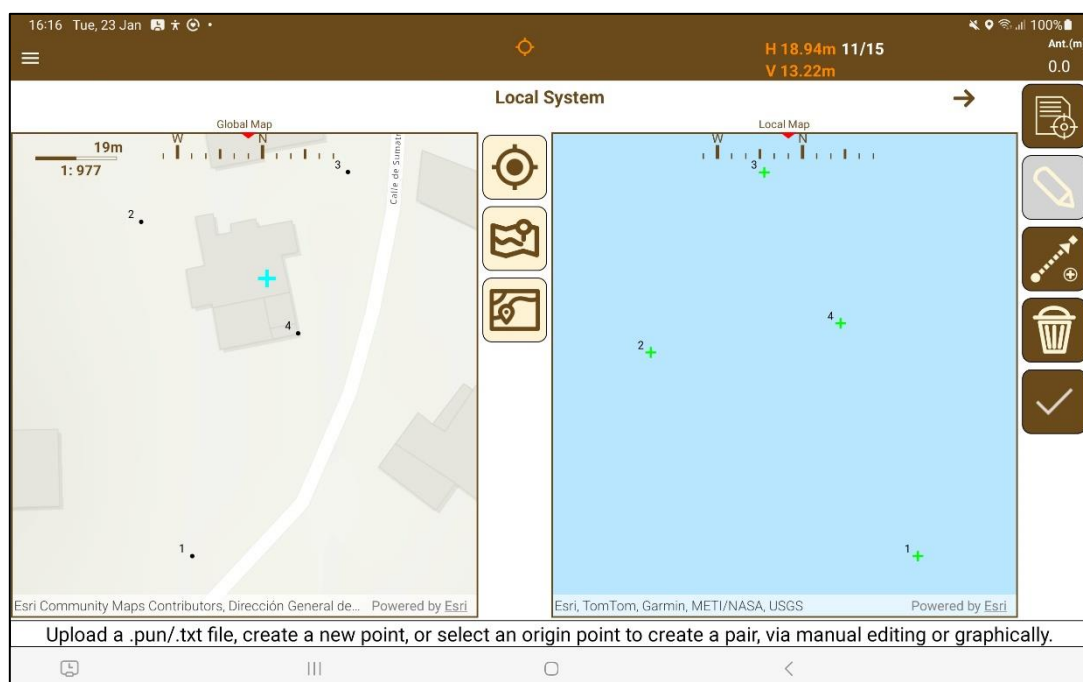 16:16 Tue, 23 Jan
100%
H 18.94m 11/15
V 13.22m
Ant.(m
0.0
Local System
Global Map
Local Map
W N
W N
19m
1: 977
Calle de Sumatr
3
2
4
1
3
4
2
1
Esri Community Maps Contributors, Dirección General de... Powered by Esri
Esri, TomTom, Garmin, METI/NASA, USGS Powered by Esri
Upload a .pun/.txt file, create a new point, or select an origin point to create a pair, via manual editing or graphically.